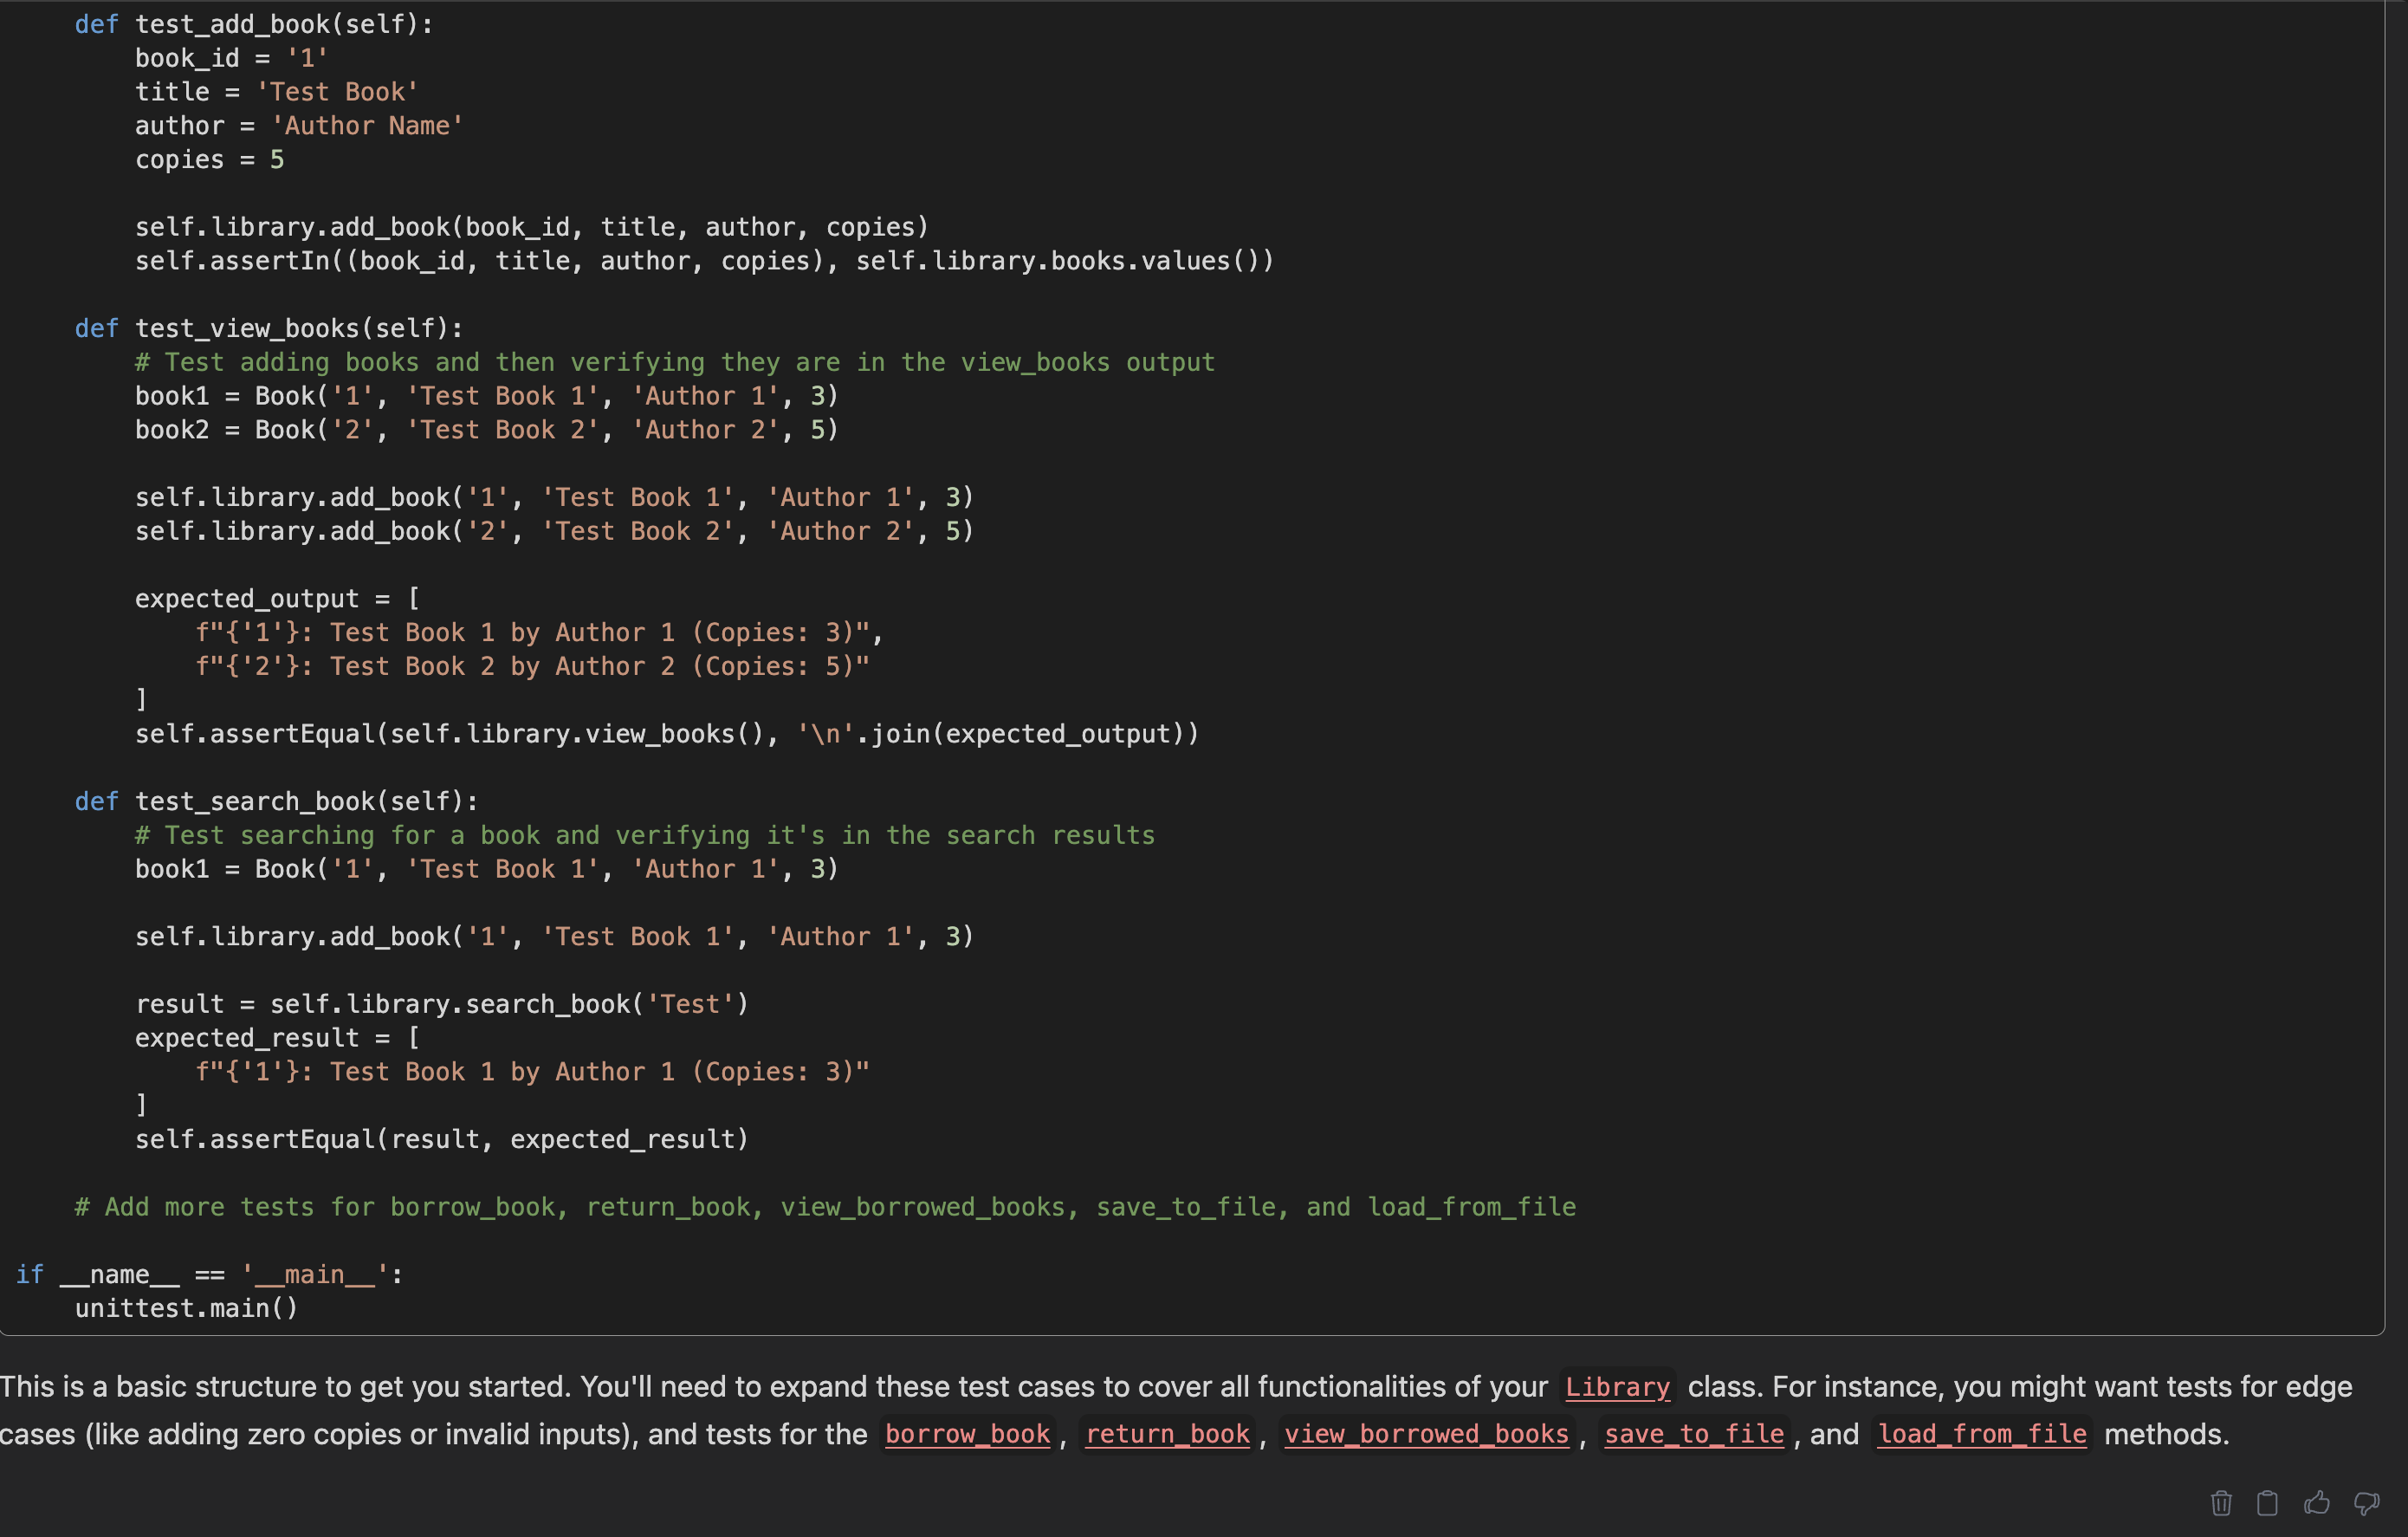 def test_add_book(self):
        book_id = '1'
        title = 'Test Book'
        author = 'Author Name'
        copies = 5

        self.library.add_book(book_id, title, author, copies)
        self.assertIn((book_id, title, author, copies), self.library.books.values())

    def test_view_books(self):
        # Test adding books and then verifying they are in the view_books output
        book1 = Book('1', 'Test Book 1', 'Author 1', 3)
        book2 = Book('2', 'Test Book 2', 'Author 2', 5)

        self.library.add_book('1', 'Test Book 1', 'Author 1', 3)
        self.library.add_book('2', 'Test Book 2', 'Author 2', 5)

        expected_output = [
            f"{'1'}: Test Book 1 by Author 1 (Copies: 3)",
            f"{'2'}: Test Book 2 by Author 2 (Copies: 5)"
        ]
        self.assertEqual(self.library.view_books(), '\n'.join(expected_output))

    def test_search_book(self):
        # Test searching for a book and verifying it's in the search results
        book1 = Book('1', 'Test Book 1', 'Author 1', 3)

        self.library.add_book('1', 'Test Book 1', 'Author 1', 3)

        result = self.library.search_book('Test')
        expected_result = [
            f"{'1'}: Test Book 1 by Author 1 (Copies: 3)"
        ]
        self.assertEqual(result, expected_result)

    # Add more tests for borrow_book, return_book, view_borrowed_books, save_to_file, and load_from_file

if __name__ == '__main__':
    unittest.main()
This is a basic structure to get you started. You'll need to expand these test cases to cover all functionalities of your Library class. For instance, you might want tests for edge
cases (like adding zero copies or invalid inputs), and tests for the borrow_book, return_book, view_borrowed_books, save_to_file, and load_from_file methods.